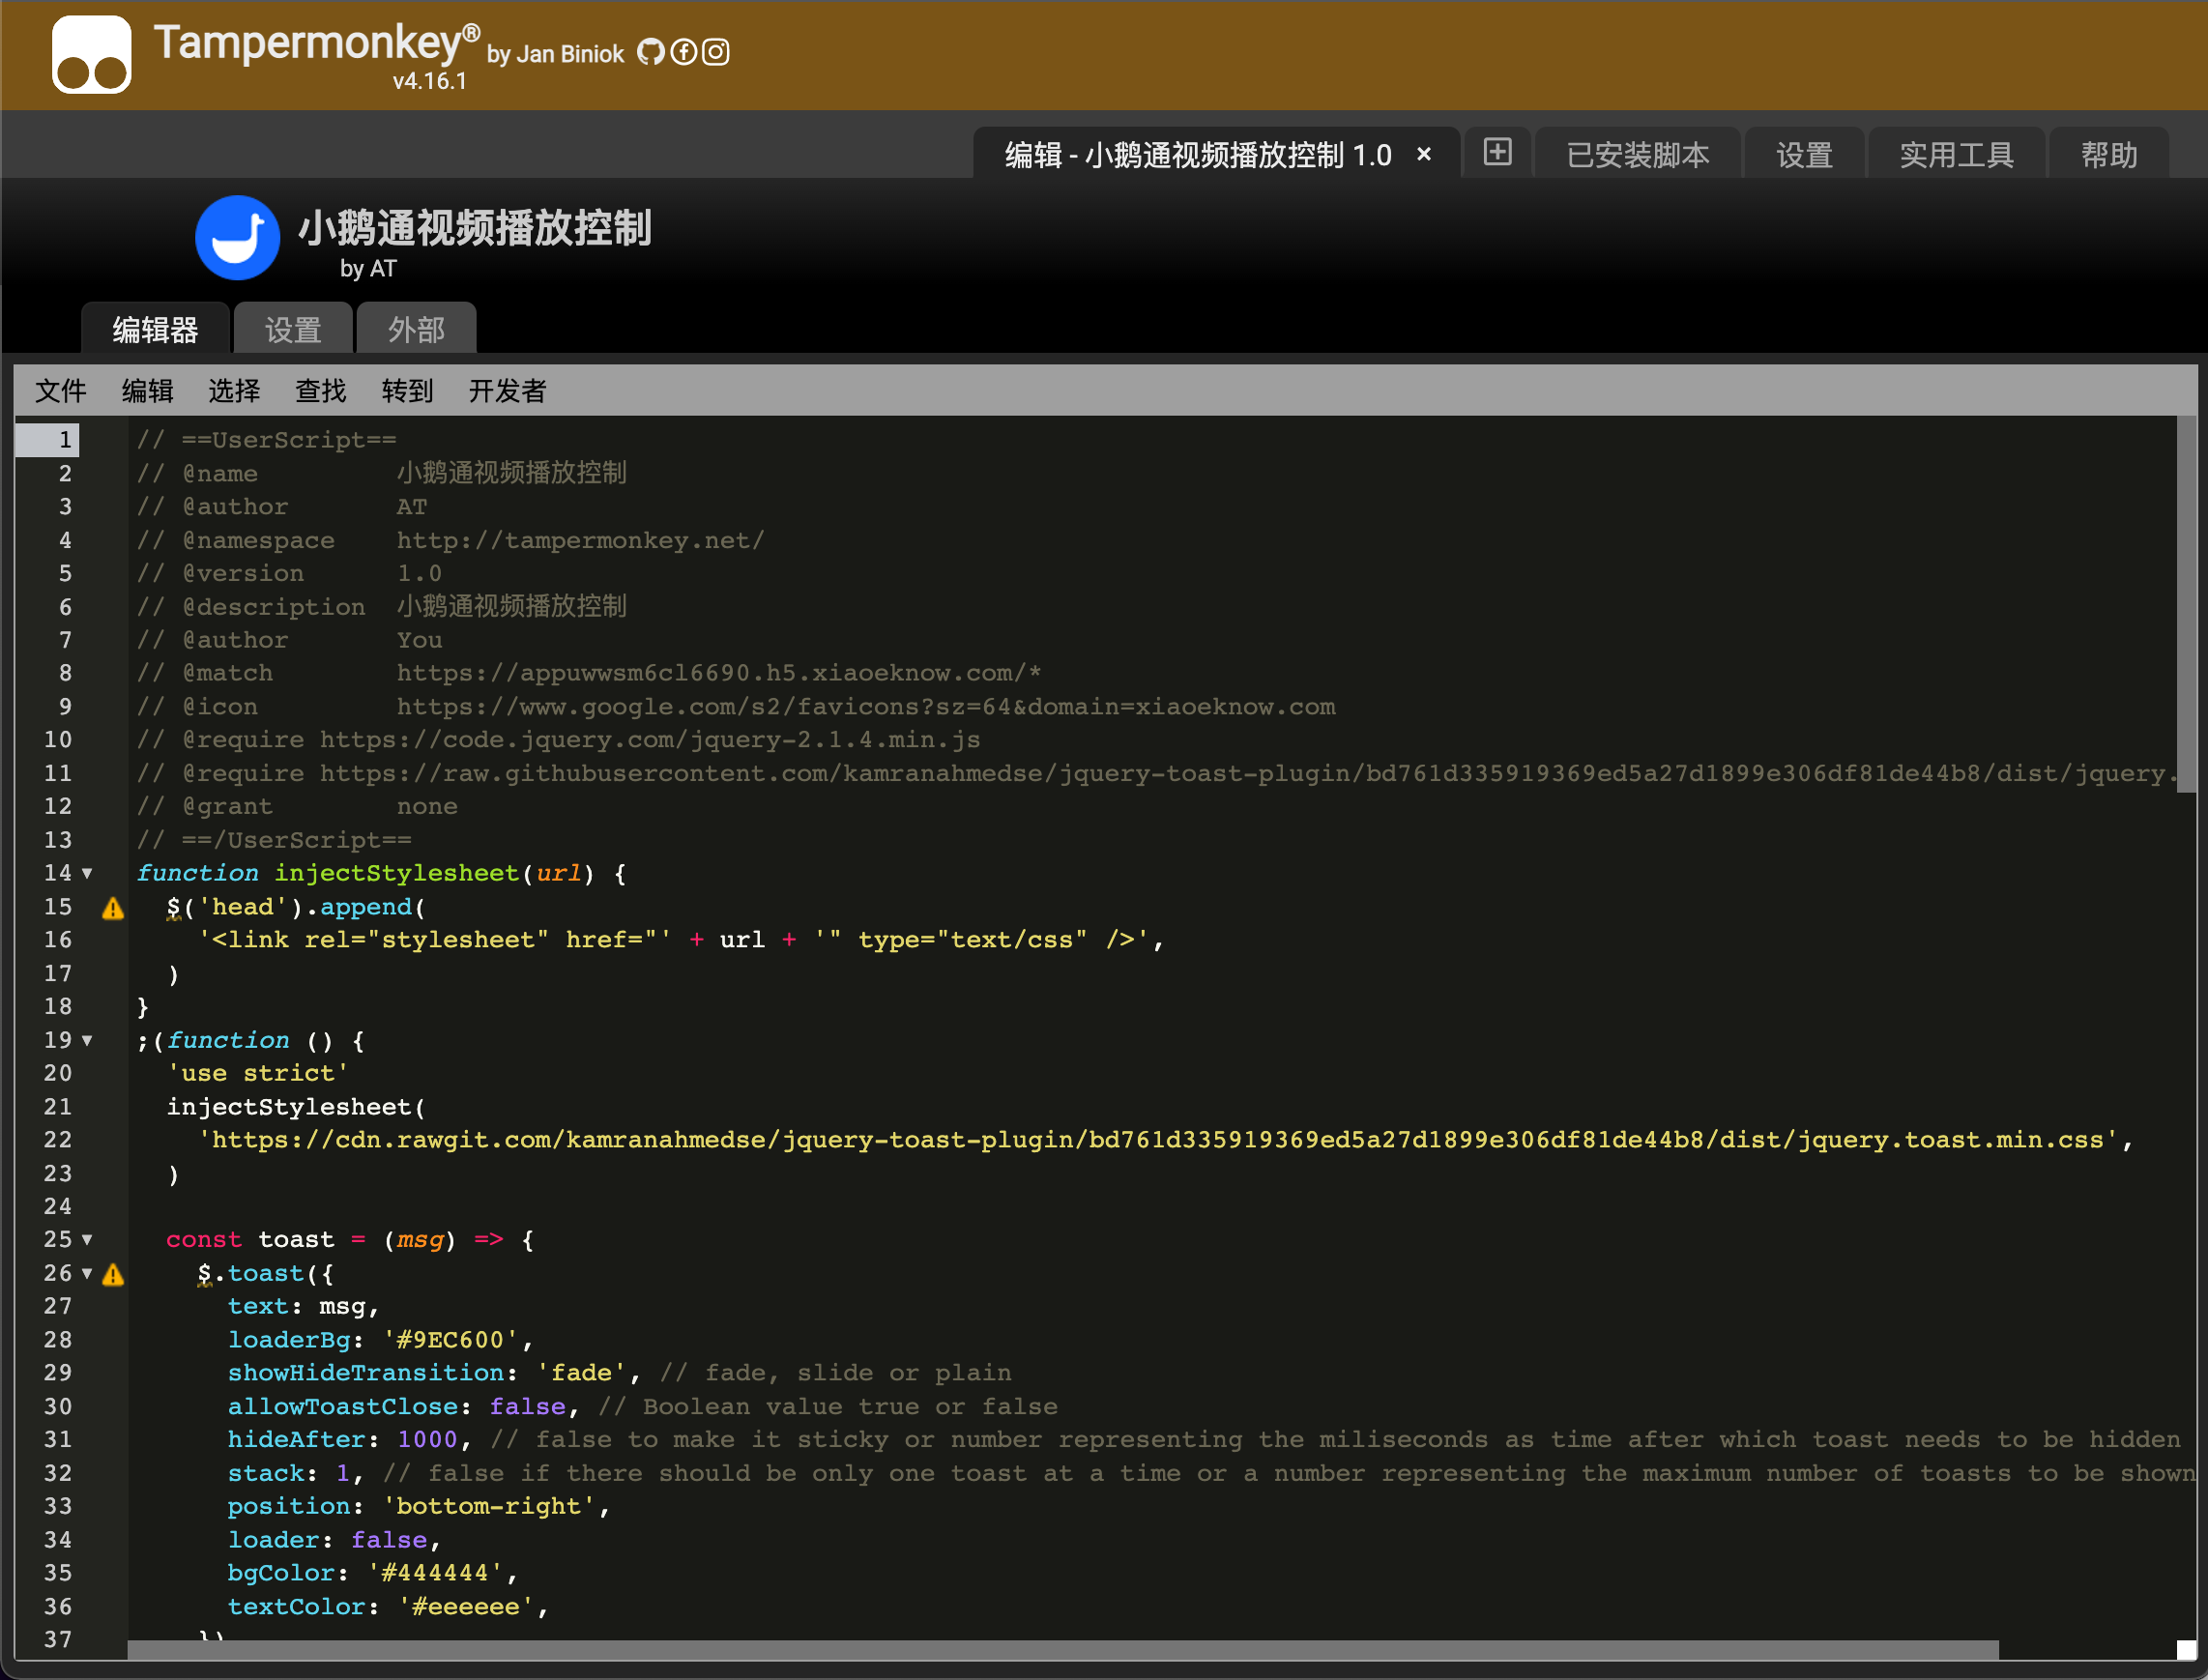 Tampermonkey® by Jan Biniok
v4.16.1
编辑 - 小鹅通视频播放控制 1.0 × 已安装脚本 设置 实用工具 帮助
小鹅通视频播放控制
by AT
编辑器 设置 外部
文件 编辑 选择 查找 转到 开发者
1 // ==UserScript==
2 // @name 小鹅通视频播放控制
3 // @author AT
4 // @namespace http://tampermonkey.net/
5 // @version 1.0
6 // @description 小鹅通视频播放控制
7 // @author You
8 // @match https://appuwwsm6cl6690.h5.xiaoeknow.com/*
9 // @icon https://www.google.com/s2/favicons?sz=64&domain=xiaoeknow.com
10 // @require https://code.jquery.com/jquery-2.1.4.min.js
11 // @require https://raw.githubusercontent.com/kamranahmedse/jquery-toast-plugin/bd761d335919369ed5a27d1899e306df81de44b8/dist/jquery.
12 // @grant none
13 // ==/UserScript==
14 function injectStylesheet(url) {
15 $('head').append(
16 '<link rel="stylesheet" href="' + url + '" type="text/css" />',
17 )
18 }
19 ;(function () {
20 'use strict'
21 injectStylesheet(
22 'https://cdn.rawgit.com/kamranahmedse/jquery-toast-plugin/bd761d335919369ed5a27d1899e306df81de44b8/dist/jquery.toast.min.css',
23 )
24
25 const toast = (msg) => {
26 $.toast({
27 text: msg,
28 loaderBg: '#9EC600',
29 showHideTransition: 'fade', // fade, slide or plain
30 allowToastClose: false, // Boolean value true or false
31 hideAfter: 1000, // false to make it sticky or number representing the miliseconds as time after which toast needs to be hidden
32 stack: 1, // false if there should be only one toast at a time or a number representing the maximum number of toasts to be shown
33 position: 'bottom-right',
34 loader: false,
35 bgColor: '#444444',
36 textColor: '#eeeeee',
37 })